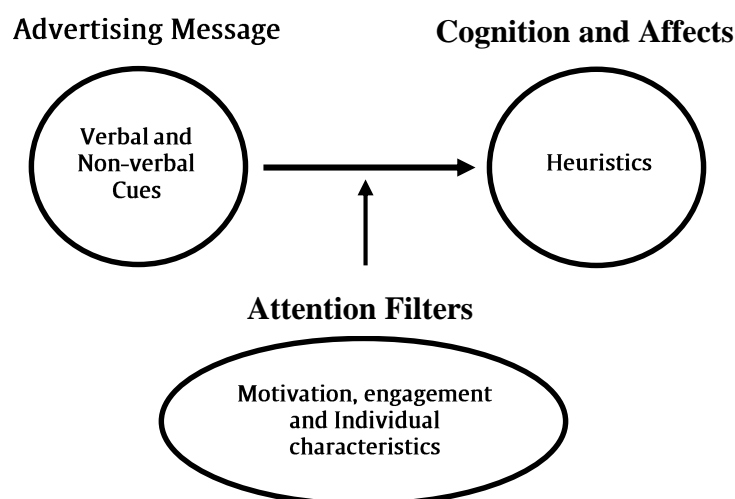 Advertising Message
Cognition and Affects
Verbal and
Non-verbal
Cues
Heuristics
Attention Filters
Motivation, engagement
and Individual
characteristics